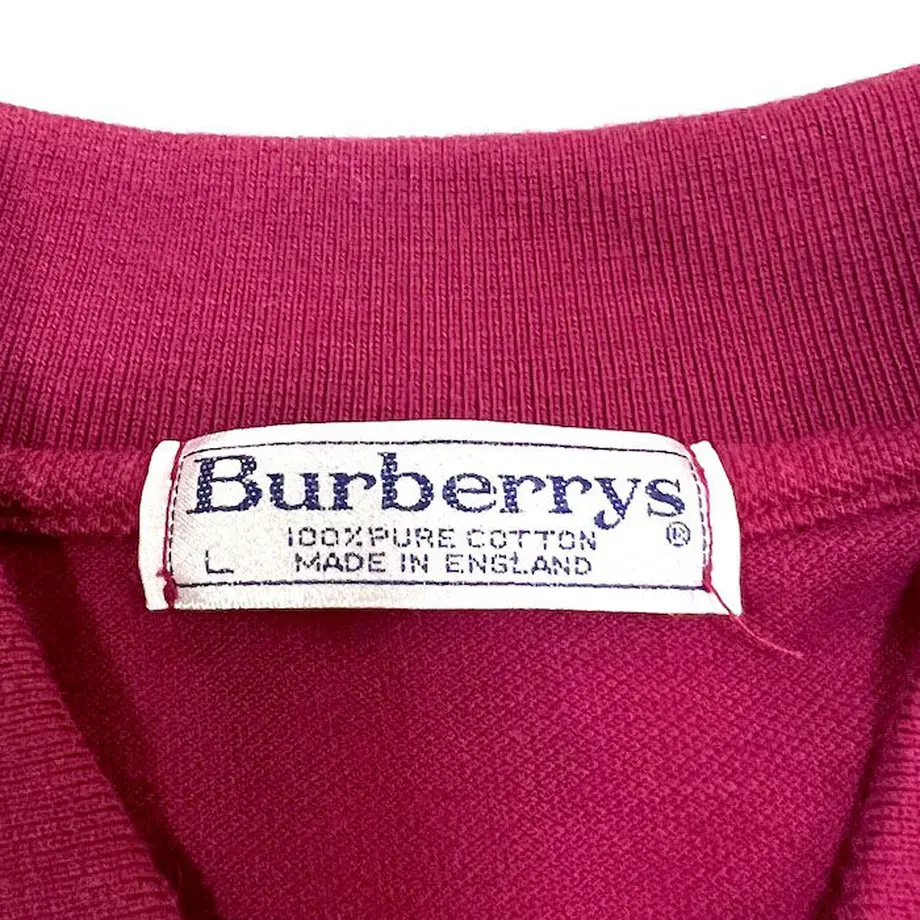 Burberrys
®
100% PURE COTTON
L MADE IN ENGLAND